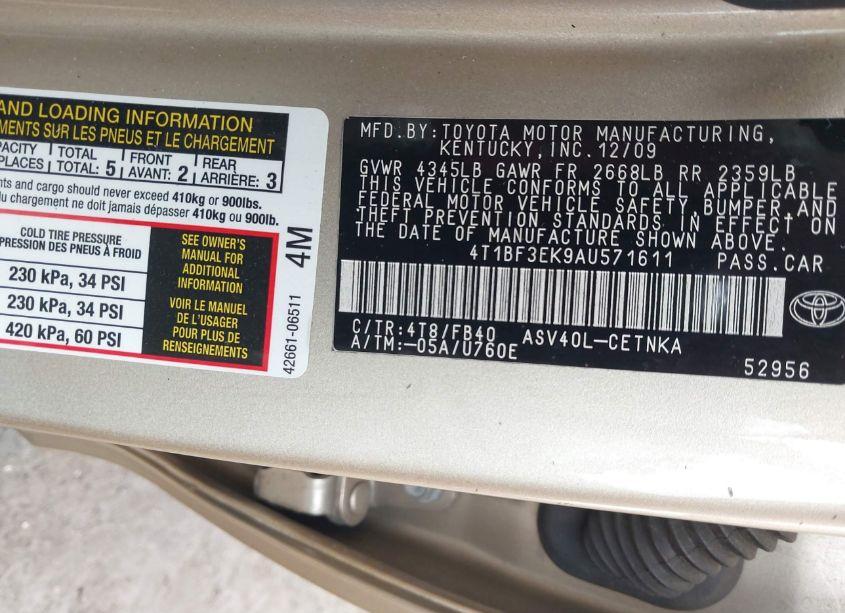 AND LOADING INFORMATION
EMENTS SUR LES PNEUS ET LE CHARGEMENT
PACITY TOTAL FRONT REAR
PLACES TOTAL: 5 AVANT: 2 ARRIÈRE: 3
nts and cargo should never exceed 410kg or 900lbs.
du chargement ne doit jamais dépasser 410kg ou 900 lb.
COLD TIRE PRESSURE
PRESSION DES PNEUS À FROID
230 kPa, 34 PSI
230 kPa, 34 PSI
420 kPa, 60 PSI
SEE OWNER'S
MANUAL FOR
ADDITIONAL
INFORMATION
VOIR LE MANUEL
DE L'USAGER
POUR PLUS DE
RENSEIGNEMENTS
4M
42661-06511
MFD.BY: TOYOTA MOTOR MANUFACTURING,
KENTUCKY, INC. 12/09
GVWR 4345LB GAWR FR 2668LB RR 2359LB
THIS VEHICLE CONFORMS TO ALL APPLICABLE
FEDERAL MOTOR VEHICLE SAFETY, BUMPER, AND
THEFT PREVENTION STANDARDS IN EFFECT ON
THE DATE OF MANUFACTURE SHOWN ABOVE.
4T1BF3EK9AU571611 PASS.CAR
C/TR: 4T8/FB40 ASV40L-CETNKA
A/TM: -05A/U760E
52956